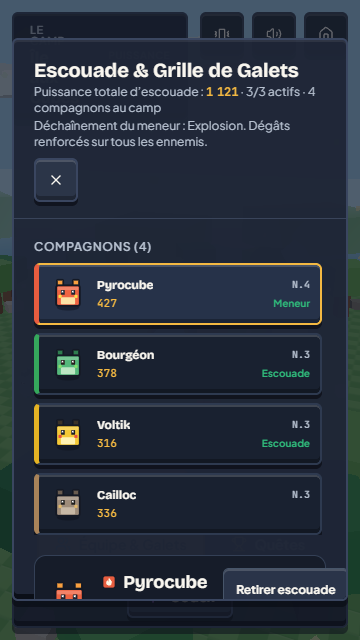 LE
Escouade & Grille de Galets
Puissance totale d'escouade : 1 121 · 3/3 actifs · 4
compagnons au camp
Déchaînement du meneur : Explosion. Dégâts
renforcés sur tous les ennemis.
COMPAGNONS (4)
Pyrocube N.4
427 Meneur
Bourgéon N.3
378 Escouade
Voltik N.3
316 Escouade
Cailloc N.3
336
Pyrocube
Retirer escouade